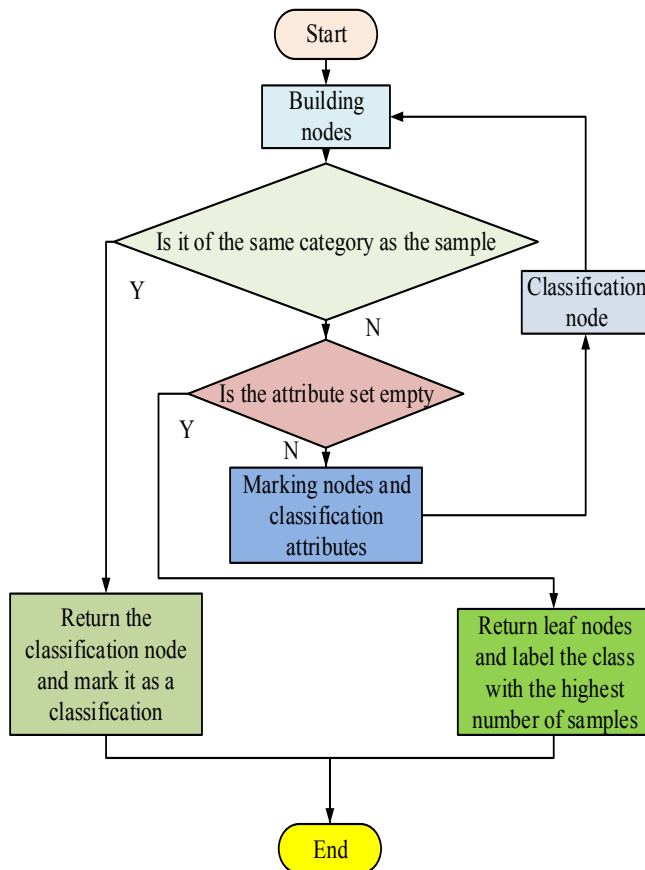 Start
Building
nodes
Is it of the same category as the sample
Y
N
Classification
node
Is the attribute set empty
Y
N
Marking nodes and
classification
attributes
Return the
classification node
and mark it as a
classification
Return leaf nodes
and label the class
with the highest
number of samples
End